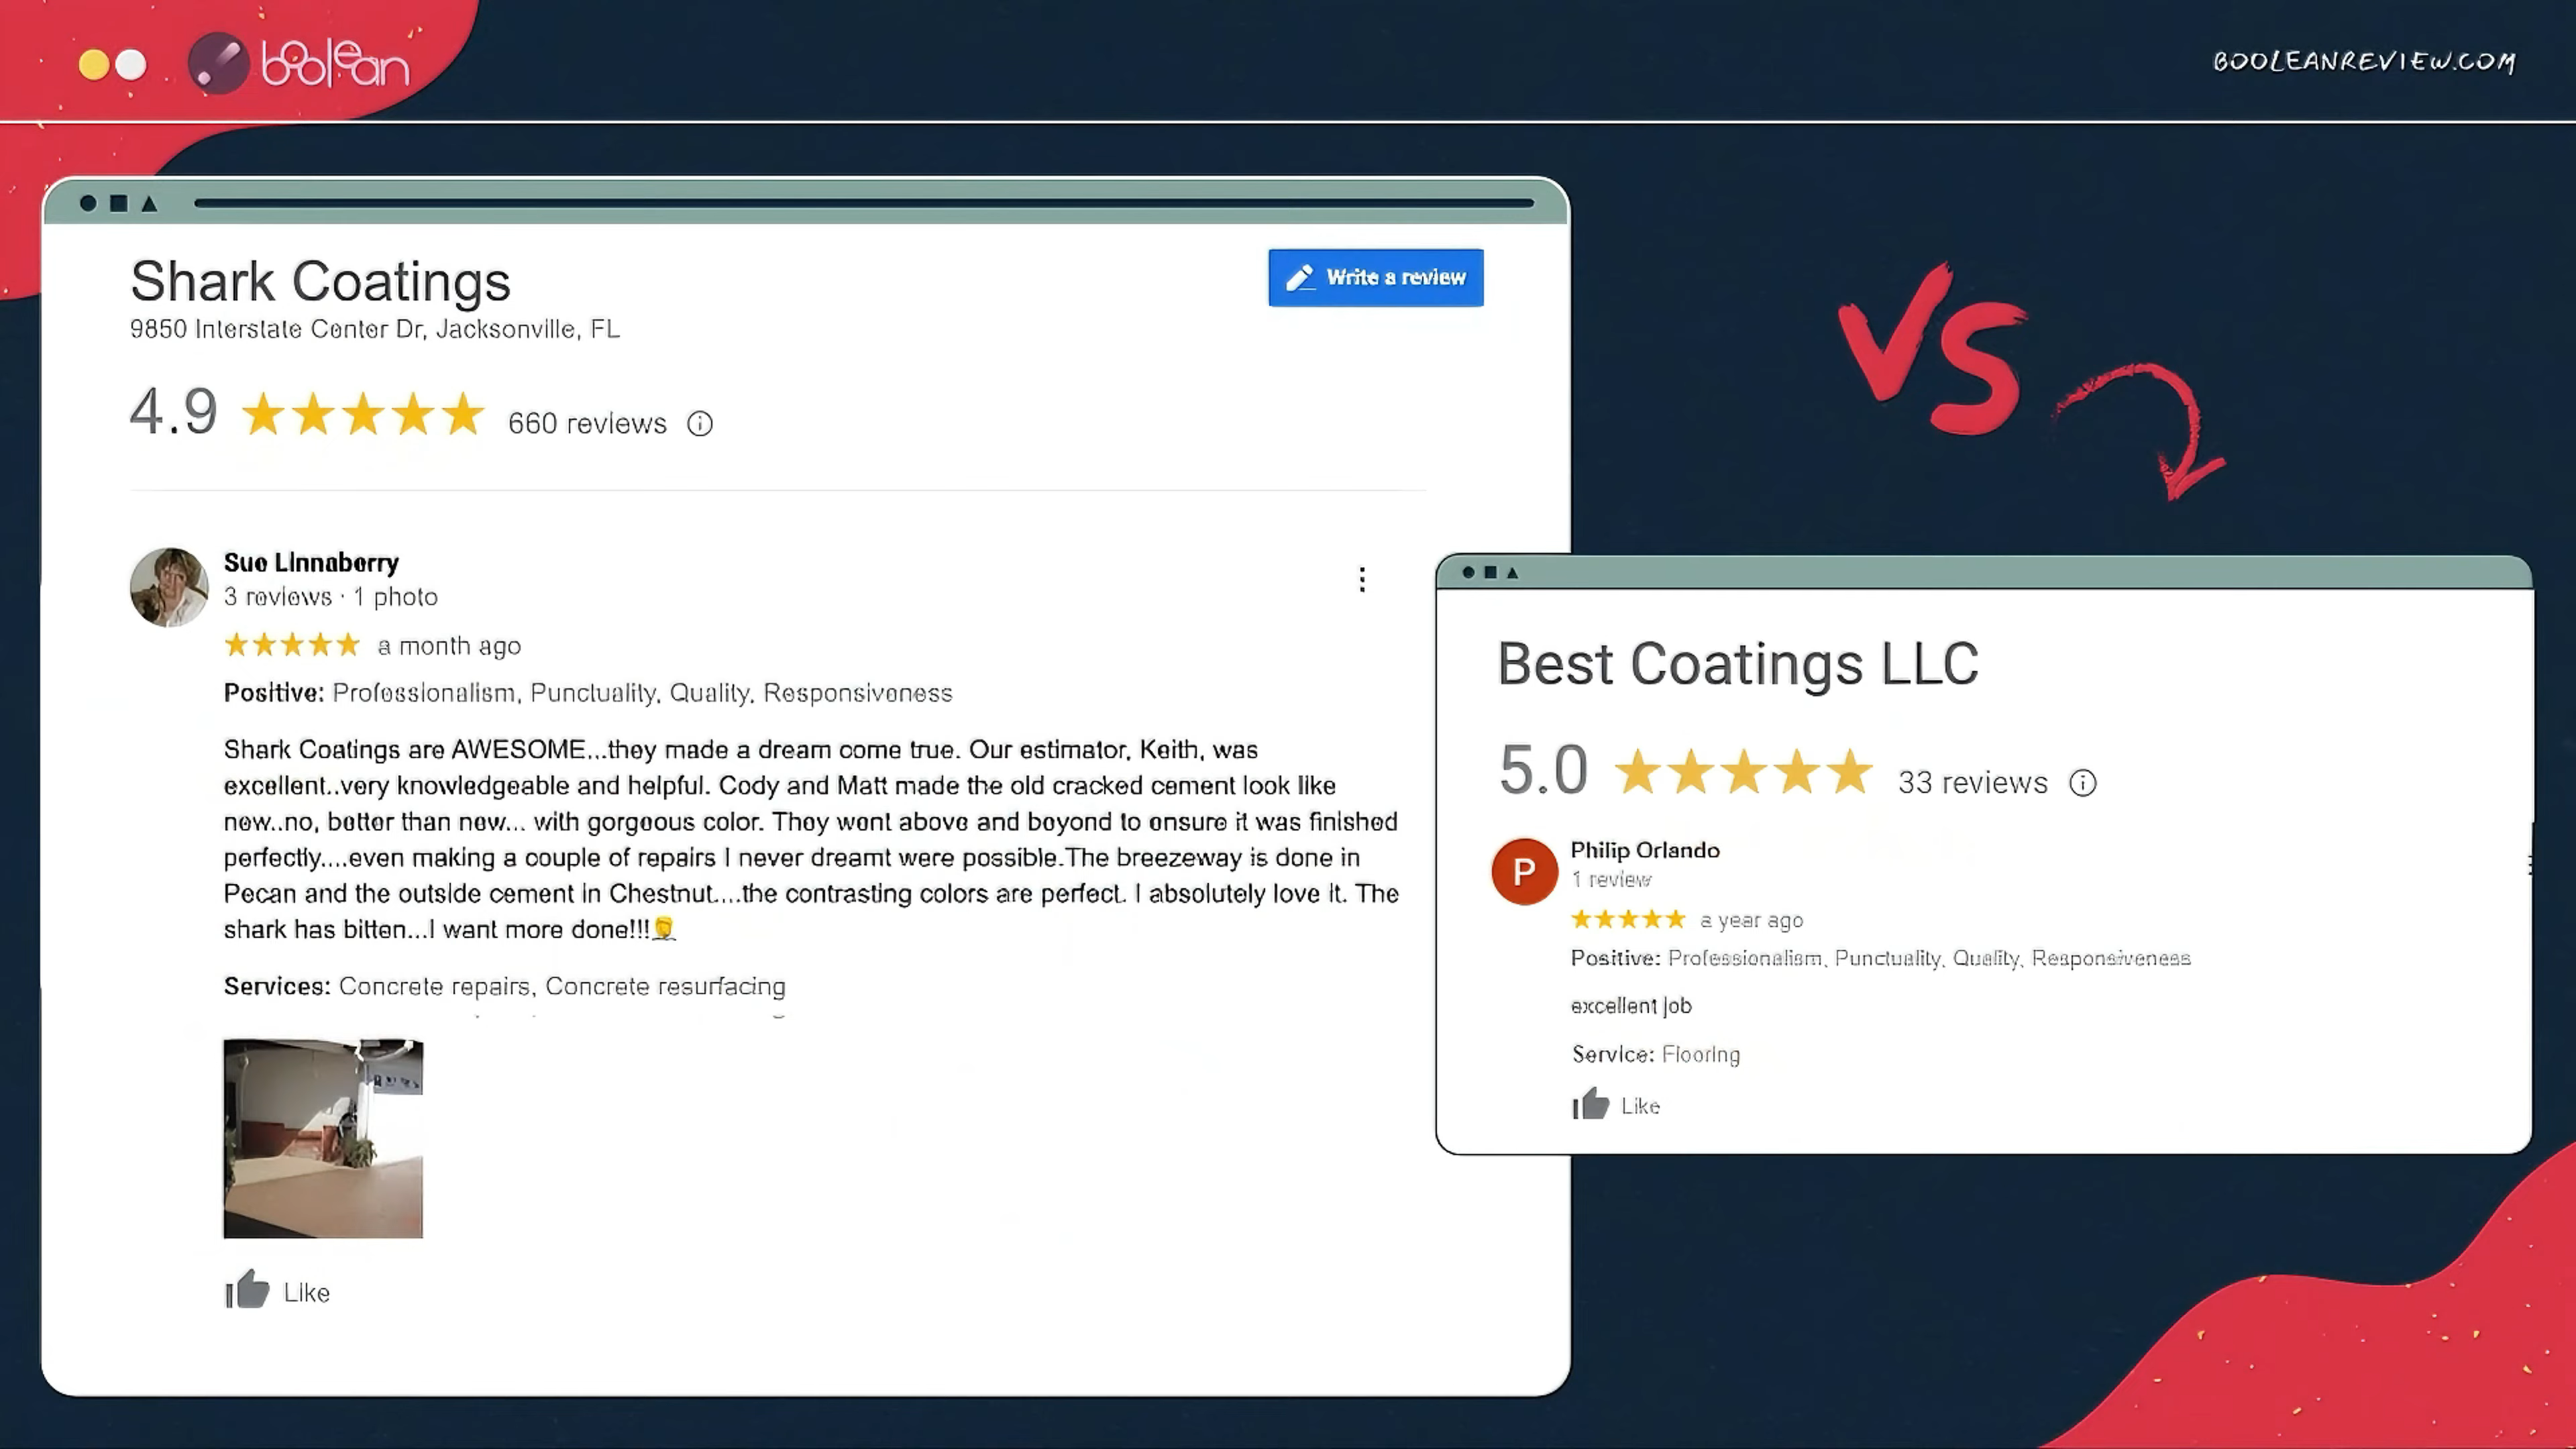 boolean
BOOLEANREVIEW.COM
Shark Coatings
Write a review
9850 Interstate Center Dr, Jacksonville, FL
4.9
660 reviews
VS
Sue Linnaberry
3 reviews · 1 photo
a month ago
Positive: Professionalism, Punctuality, Quality, Responsiveness
Shark Coatings are AWESOME...they made a dream come true. Our estimator, Keith, was
excellent..very knowledgeable and helpful. Cody and Matt made the old cracked cement look like
new..no, better than new... with gorgeous color. They went above and beyond to ensure it was finished
perfectly....even making a couple of repairs I never dreamt were possible.The breezeway is done in
Pecan and the outside cement in Chestnut....the contrasting colors are perfect. I absolutely love it. The
shark has bitten...I want more done!!!
Services: Concrete repairs, Concrete resurfacing
Like
Best Coatings LLC
5.0
33 reviews
P
Philip Orlando
1 review
a year ago
Positive: Professionalism, Punctuality, Quality, Responsiveness
excellent job
Service: Flooring
Like